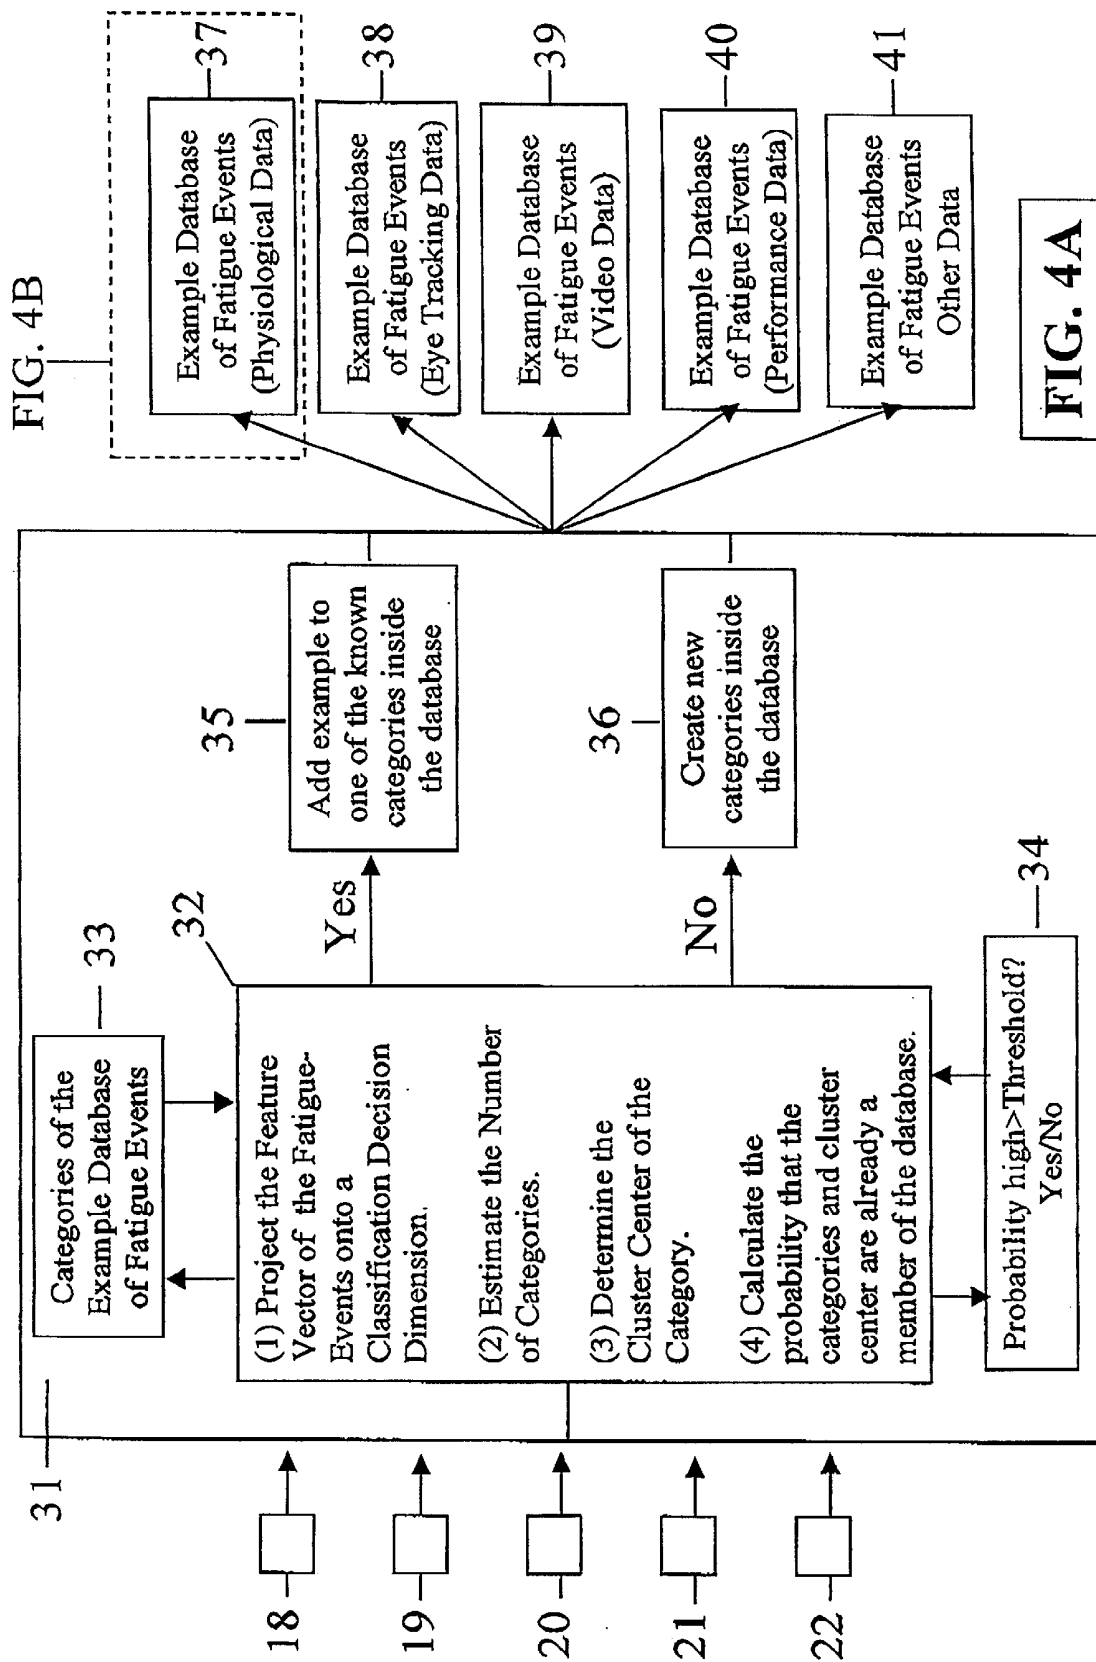 FIG. 4B
31
33
Categories of the
Example Database
of Fatigue Events
32
(1) Project the Feature
Vector of the Fatigue-
Events onto a
Classification Decision
Dimension.
(2) Estimate the Number
of Categories.
(3) Determine the
Cluster Center of the
Category.
(4) Calculate the
probability that the
categories and cluster
center are already a
member of the database.
34
Probability high>Threshold?
Yes/No
Yes
No
35
Add example to
one of the known
categories inside
the database
36
Create new
categories inside
the database
18
19
20
21
22
Example Database
of Fatigue Events
(Physiological Data)
37
Example Database
of Fatigue Events
(Eye Tracking Data)
38
Example Database
of Fatigue Events
(Video Data)
39
Example Database
of Fatigue Events
(Performance Data)
40
Example Database
of Fatigue Events
Other Data
41
FIG. 4A